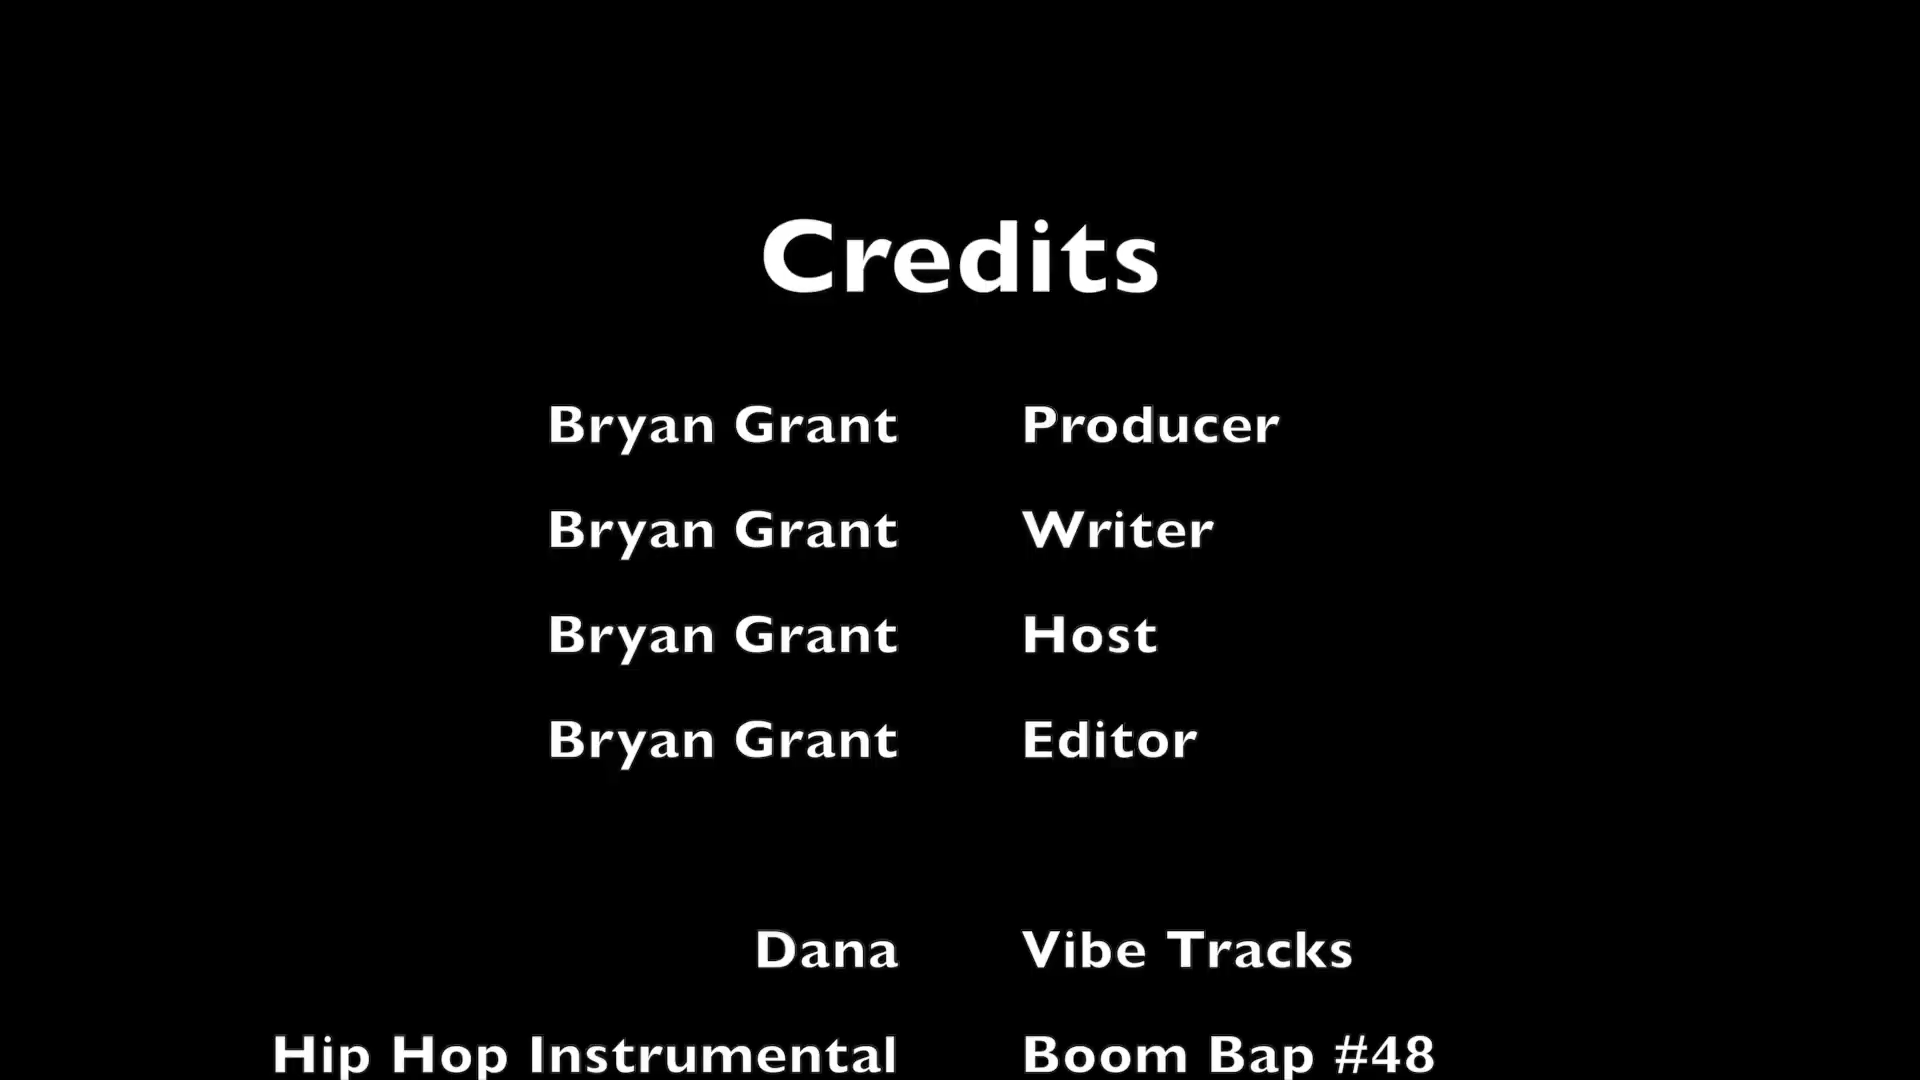 Credits
Bryan Grant Producer
Bryan Grant Writer
Bryan Grant Host
Bryan Grant Editor
Dana Vibe Tracks
Hip Hop Instrumental Boom Bap #48